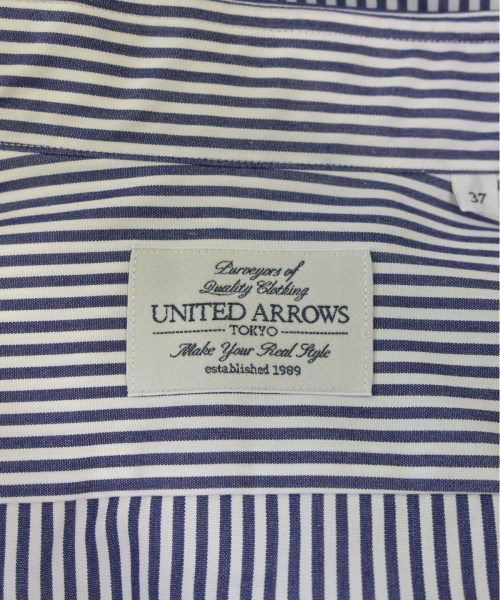 37
Purveyors of
Quality Clothing
UNITED ARROWS
TOKYO
Make Your Real Style
established 1989